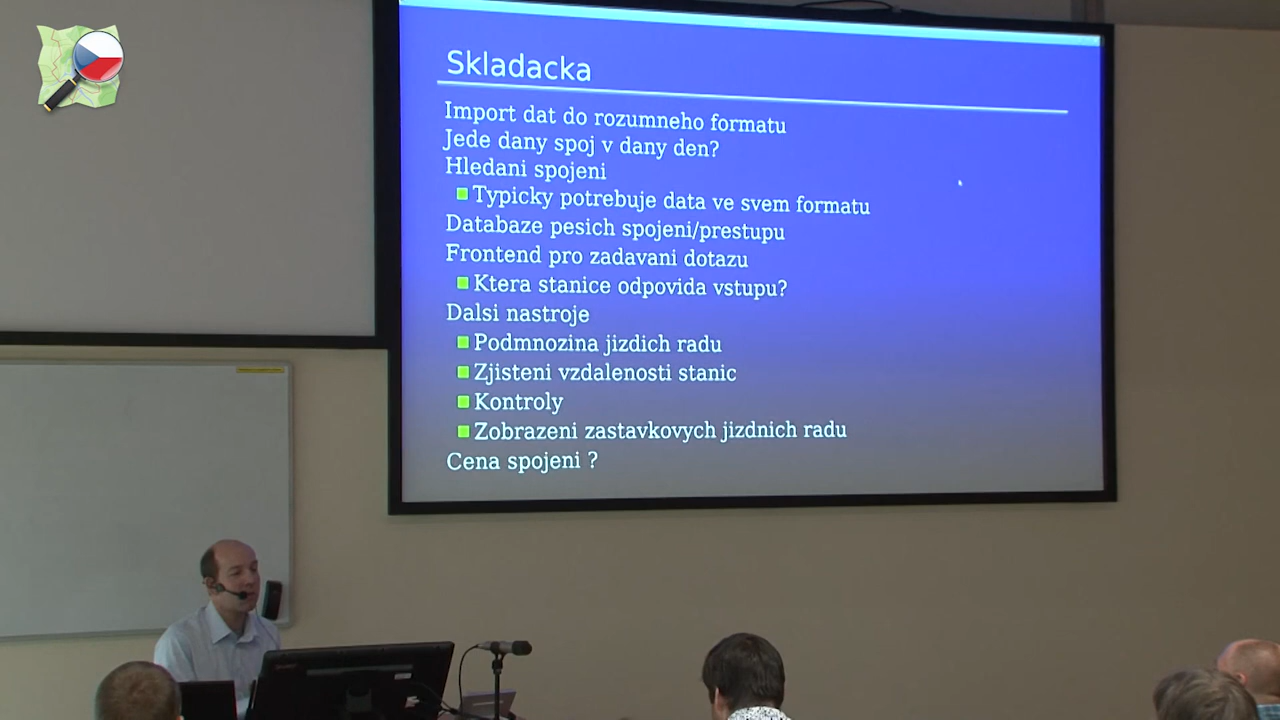 Skladacka
Import dat do rozumneho formatu
Jede dany spoj v dany den?
Hledani spojeni
Typicky potrebuje data ve svem formatu
Databaze pesich spojeni/prestupu
Frontend pro zadavani dotazu
Ktera stanice odpovida vstupu?
Dalsi nastroje
Podmnozina jizdich radu
Zjisteni vzdalenosti stanic
Kontroly
Zobrazeni zastavkovych jizdnich radu
Cena spojeni ?